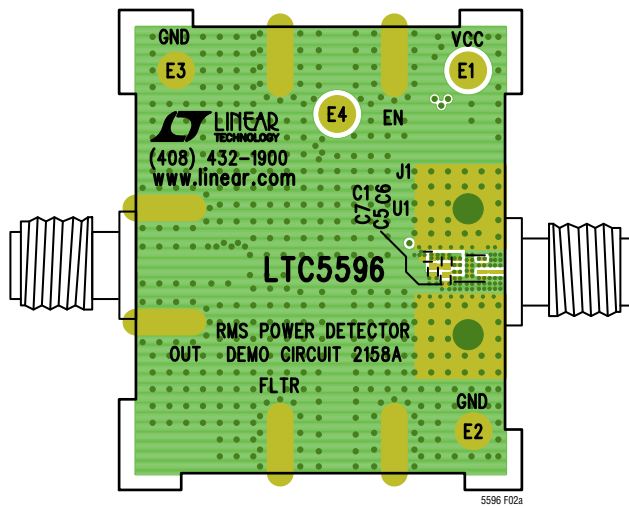 GND
VCC
E3
E1
E4
EN
LINEAR
TECHNOLOGY
(408) 432-1900
www.linear.com
J1
C1
U1
C7
C5,C6
LTC5596
RMS POWER DETECTOR
OUT DEMO CIRCUIT 2158A
FLTR
GND
E2
5596 F02a